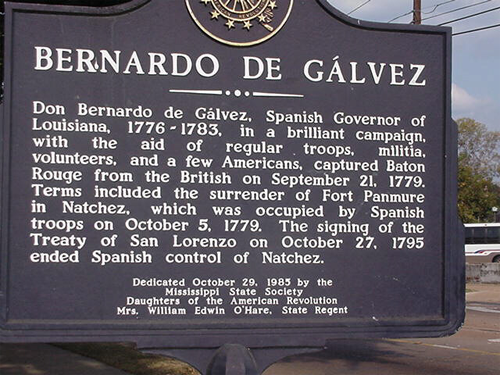 BERNARDO DE GÁLVEZ
Don Bernardo de Gálvez, Spanish Governor of
Louisiana, 1776-1783, in a brilliant campaign,
with the aid of regular troops, militia,
volunteers, and a few Americans, captured Baton
Rouge from the British on September 21, 1779.
Terms included the surrender of Fort Panmure
in Natchez, which was occupied by Spanish
troops on October 5, 1779. The signing of the
Treaty of San Lorenzo on October 27, 1795
ended Spanish control of Natchez.
Dedicated October 29, 1985 by the
Mississippi State Society
Daughters of the American Revolution
Mrs. William Edwin O'Hare, State Regent